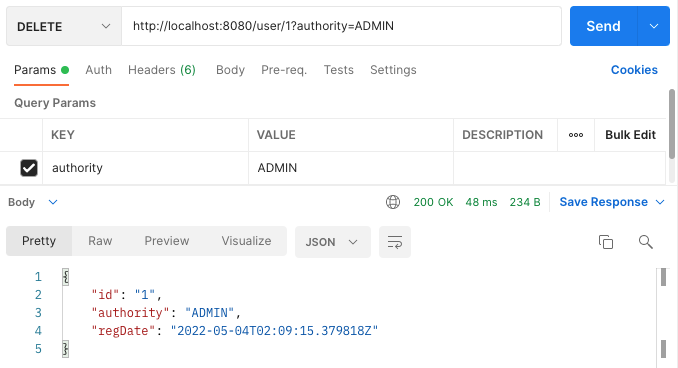 DELETE http://localhost:8080/user/1?authority=ADMIN Send
Params Auth Headers (6) Body Pre-req. Tests Settings Cookies
Query Params
KEY VALUE DESCRIPTION ooo Bulk Edit
authority ADMIN
Body 200 OK 48 ms 234 B Save Response
Pretty Raw Preview Visualize JSON
1 {
2 "id": "1",
3 "authority": "ADMIN",
4 "regDate": "2022-05-04T02:09:15.379818Z"
5 }